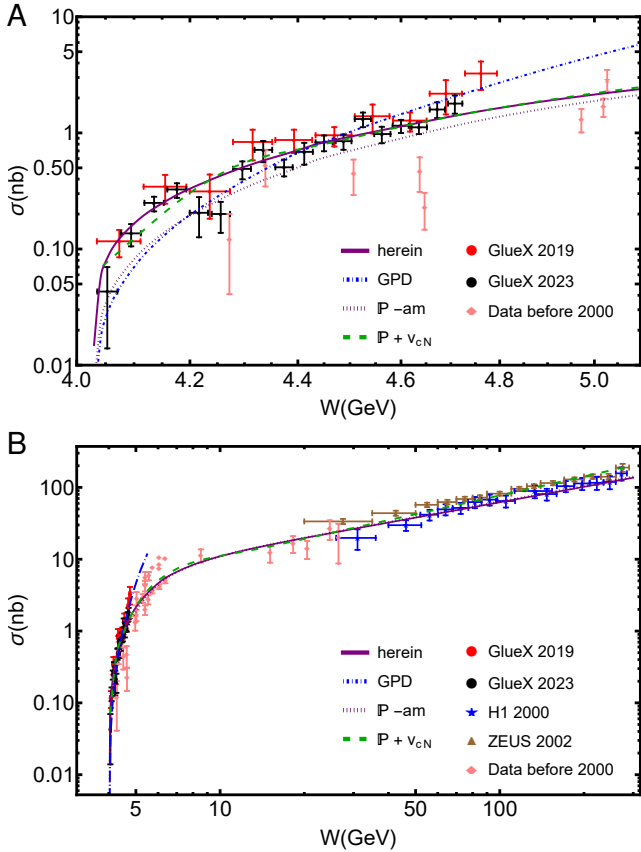 A
10
5
1
0.50
0.10
0.05
0.01
σ(nb)
herein
GPD
ℙ −am
ℙ + v_cN
GlueX 2019
GlueX 2023
Data before 2000
4.0 4.2 4.4 4.6 4.8 5.0
W(GeV)
B
100
10
1
0.10
0.01
σ(nb)
herein
GPD
ℙ −am
ℙ + v_cN
GlueX 2019
GlueX 2023
H1 2000
ZEUS 2002
Data before 2000
5 10 50 100
W(GeV)